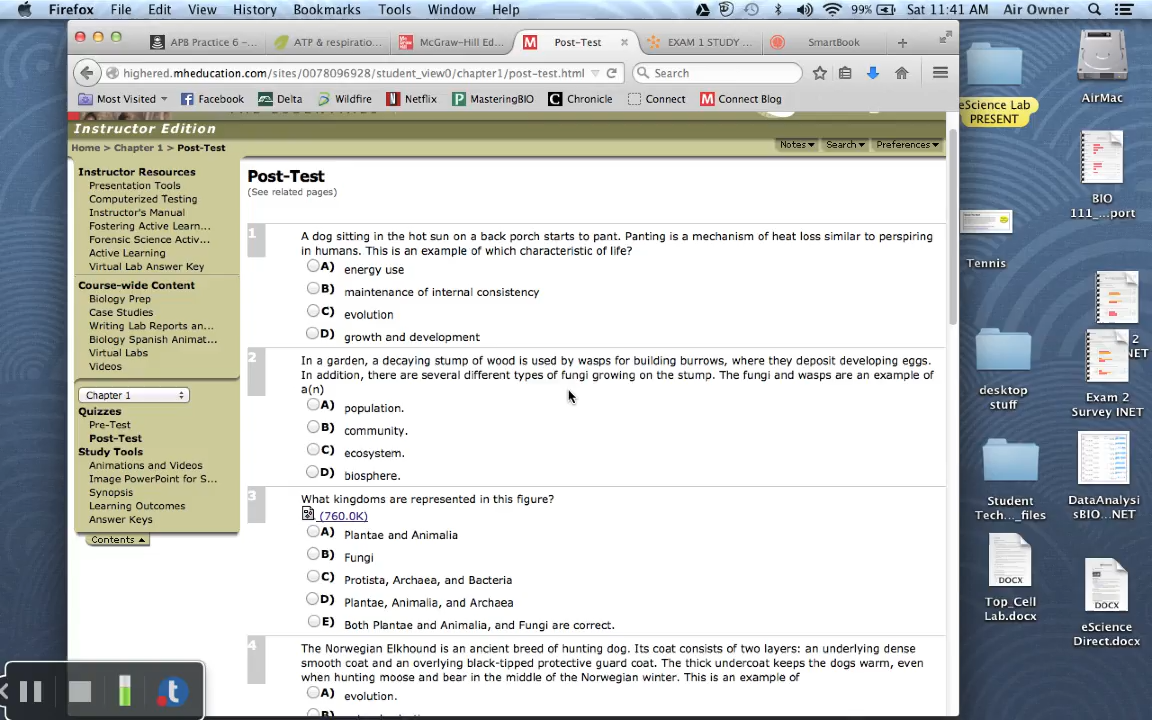 Firefox File Edit View History Bookmarks Tools Window Help 99% Sat 11:41 AM Air Owner
APB Practice 6 –... ATP & respiratio... McGraw-Hill Ed... Post-Test EXAM 1 STUDY ... SmartBook
highered.mheducation.com/sites/0078096928/student_view0/chapter1/post-test.html Search
Most Visited Facebook Delta Wildfire Netflix MasteringBIO Chronicle Connect Connect Blog
Instructor Edition
Home > Chapter 1 > Post-Test
Notes Search Preferences
Instructor Resources
Presentation Tools
Computerized Testing
Instructor's Manual
Fostering Active Learn...
Forensic Science Activ...
Active Learning
Virtual Lab Answer Key
Course-wide Content
Biology Prep
Case Studies
Writing Lab Reports an...
Biology Spanish Animat...
Virtual Labs
Videos
Chapter 1
Quizzes
Pre-Test
Post-Test
Study Tools
Animations and Videos
Image PowerPoint for S...
Synopsis
Learning Outcomes
Answer Keys
Contents
Post-Test
(See related pages)
1
A dog sitting in the hot sun on a back porch starts to pant. Panting is a mechanism of heat loss similar to perspiring
in humans. This is an example of which characteristic of life?
A) energy use
B) maintenance of internal consistency
C) evolution
D) growth and development
2
In a garden, a decaying stump of wood is used by wasps for building burrows, where they deposit developing eggs.
In addition, there are several different types of fungi growing on the stump. The fungi and wasps are an example of
a(n)
A) population.
B) community.
C) ecosystem.
D) biosphere.
3
What kingdoms are represented in this figure?
(760.0K)
A) Plantae and Animalia
B) Fungi
C) Protista, Archaea, and Bacteria
D) Plantae, Animalia, and Archaea
E) Both Plantae and Animalia, and Fungi are correct.
4
The Norwegian Elkhound is an ancient breed of hunting dog. Its coat consists of two layers: an underlying dense
smooth coat and an overlying black-tipped protective guard coat. The thick undercoat keeps the dogs warm, even
when hunting moose and bear in the middle of the Norwegian winter. This is an example of
A) evolution.
eScience Lab
PRESENT
AirMac
BIO
111_...port
Tennis
2
NET
desktop
stuff
Exam 2
Survey INET
Student
Tech..._files
DataAnalysi
sBIO...NET
DOCX
Top_Cell
Lab.docx
DOCX
eScience
Direct.docx